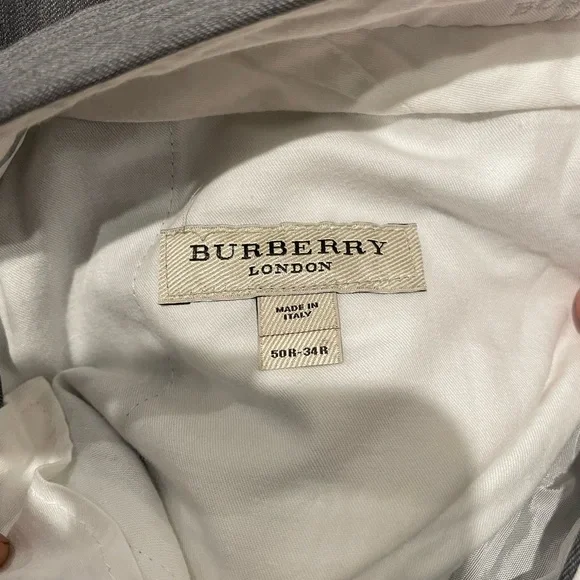 BURBERRY
LONDON
MADE IN
ITALY
50R-34R